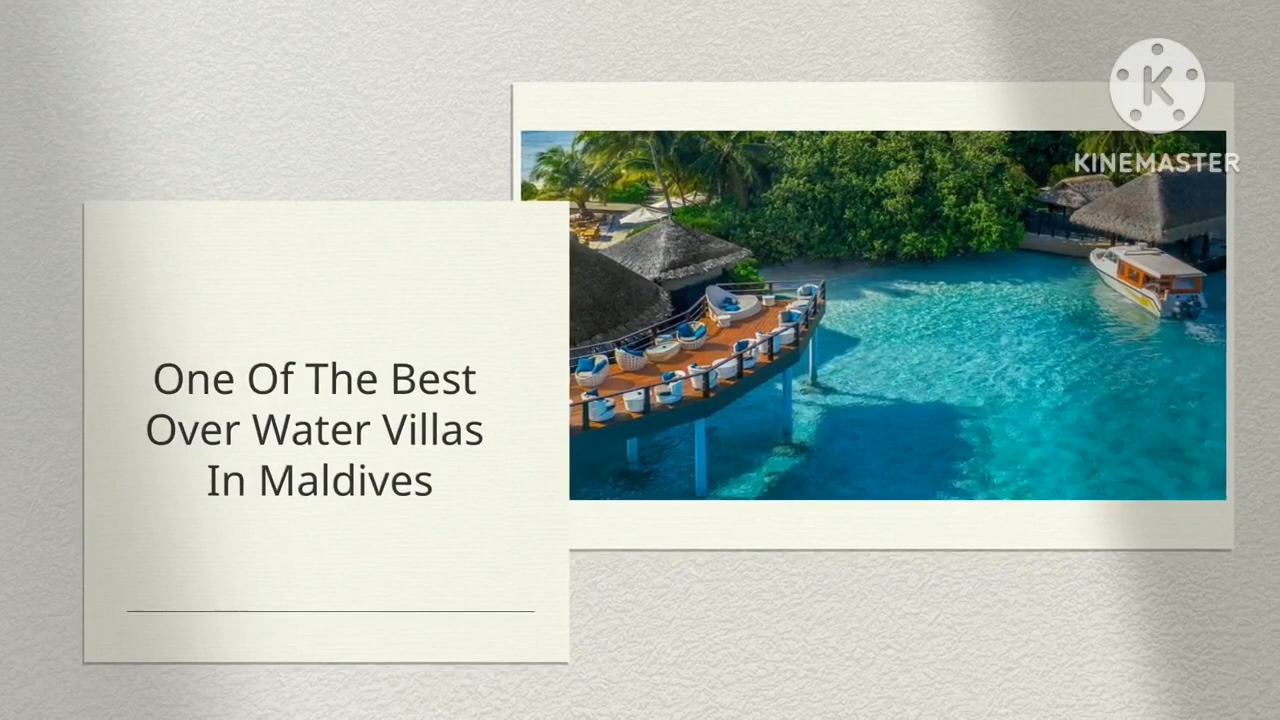 One Of The Best
Over Water Villas
In Maldives
K
KINEMASTER